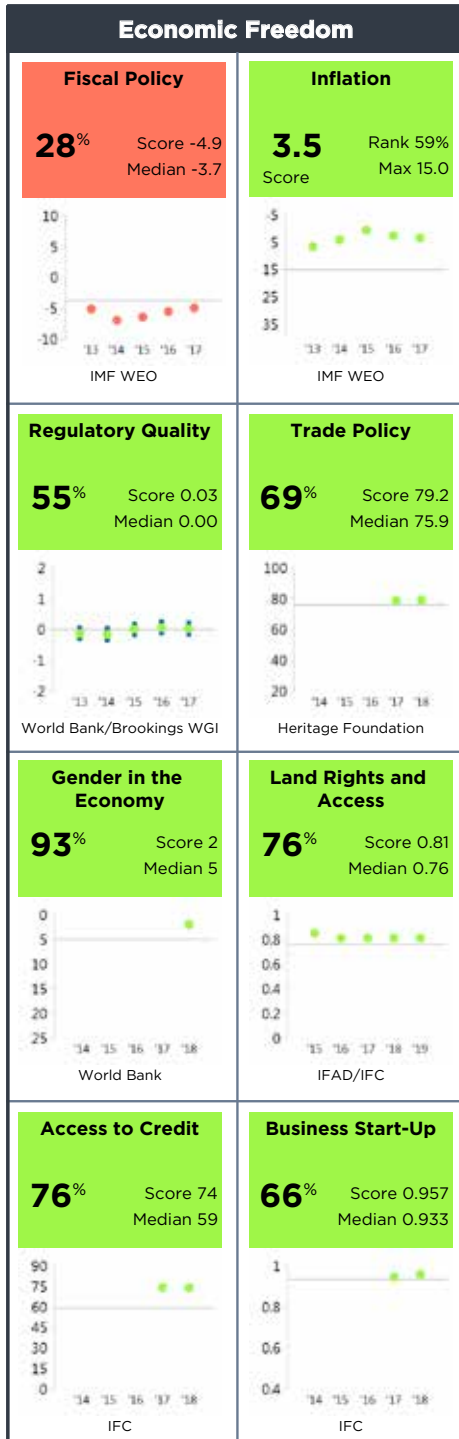 Economic Freedom
Fiscal Policy
28%
Score -4.9
Median -3.7
10
5
0
-5
-10
'13 '14 '15 '16 '17
IMF WEO
Inflation
3.5
Score
Rank 59%
Max 15.0
-5
5
15
25
35
'13 '14 '15 '16 '17
IMF WEO
Regulatory Quality
55%
Score 0.03
Median 0.00
2
1
0
-1
-2
'13 '14 '15 '16 '17
World Bank/Brookings WGI
Trade Policy
69%
Score 79.2
Median 75.9
100
80
60
40
20
'14 '15 '16 '17 '18
Heritage Foundation
Gender in the
Economy
93%
Score 2
Median 5
0
5
10
15
20
25
'14 '15 '16 '17 '18
World Bank
Land Rights and
Access
76%
Score 0.81
Median 0.76
1
0.8
0.6
0.4
0.2
0
'15 '16 '17 '18 '19
IFAD/IFC
Access to Credit
76%
Score 74
Median 59
90
75
60
45
30
15
0
'14 '15 '16 '17 '18
IFC
Business Start-Up
66%
Score 0.957
Median 0.933
1
0.8
0.6
0.4
'14 '15 '16 '17 '18
IFC